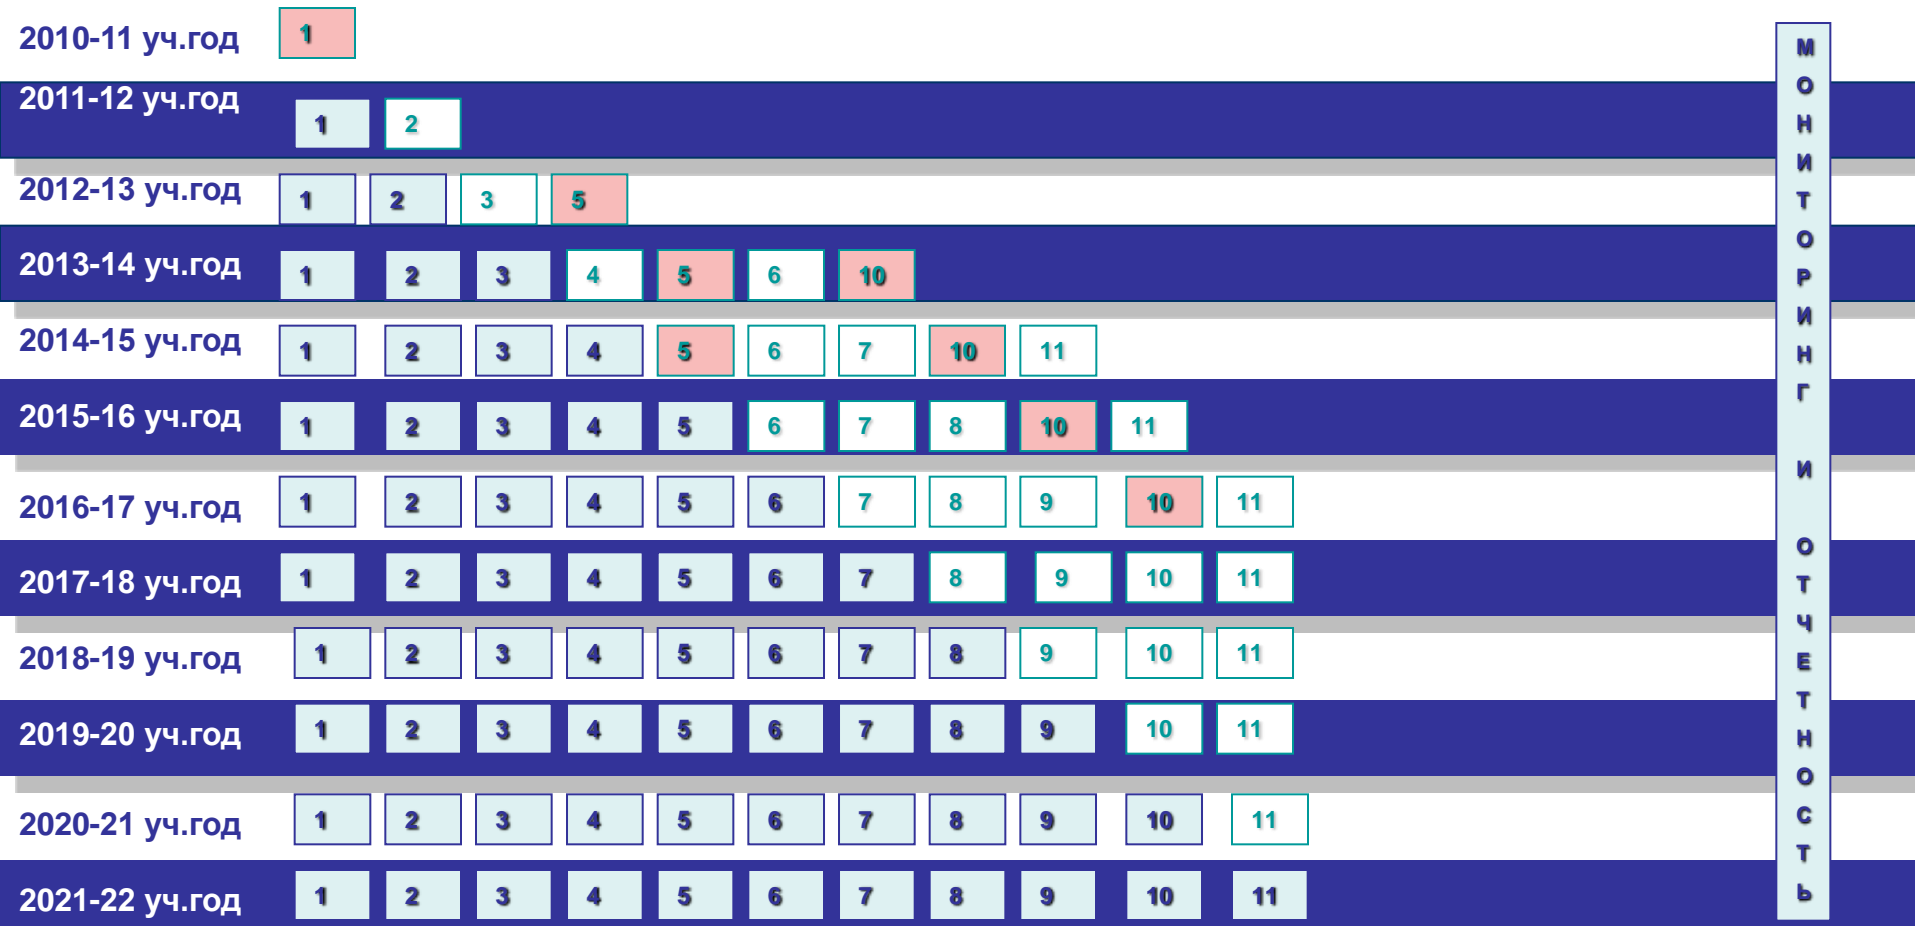 2010-11 уч.год 1
2011-12 уч.год 1 2
2012-13 уч.год 1 2 3 5
2013-14 уч.год 1 2 3 4 5 6 10
2014-15 уч.год 1 2 3 4 5 6 7 10 11
2015-16 уч.год 1 2 3 4 5 6 7 8 10 11
2016-17 уч.год 1 2 3 4 5 6 7 8 9 10 11
2017-18 уч.год 1 2 3 4 5 6 7 8 9 10 11
2018-19 уч.год 1 2 3 4 5 6 7 8 9 10 11
2019-20 уч.год 1 2 3 4 5 6 7 8 9 10 11
2020-21 уч.год 1 2 3 4 5 6 7 8 9 10 11
2021-22 уч.год 1 2 3 4 5 6 7 8 9 10 11
МОНИТОРИНГ И ОТЧЕТНОСТЬ